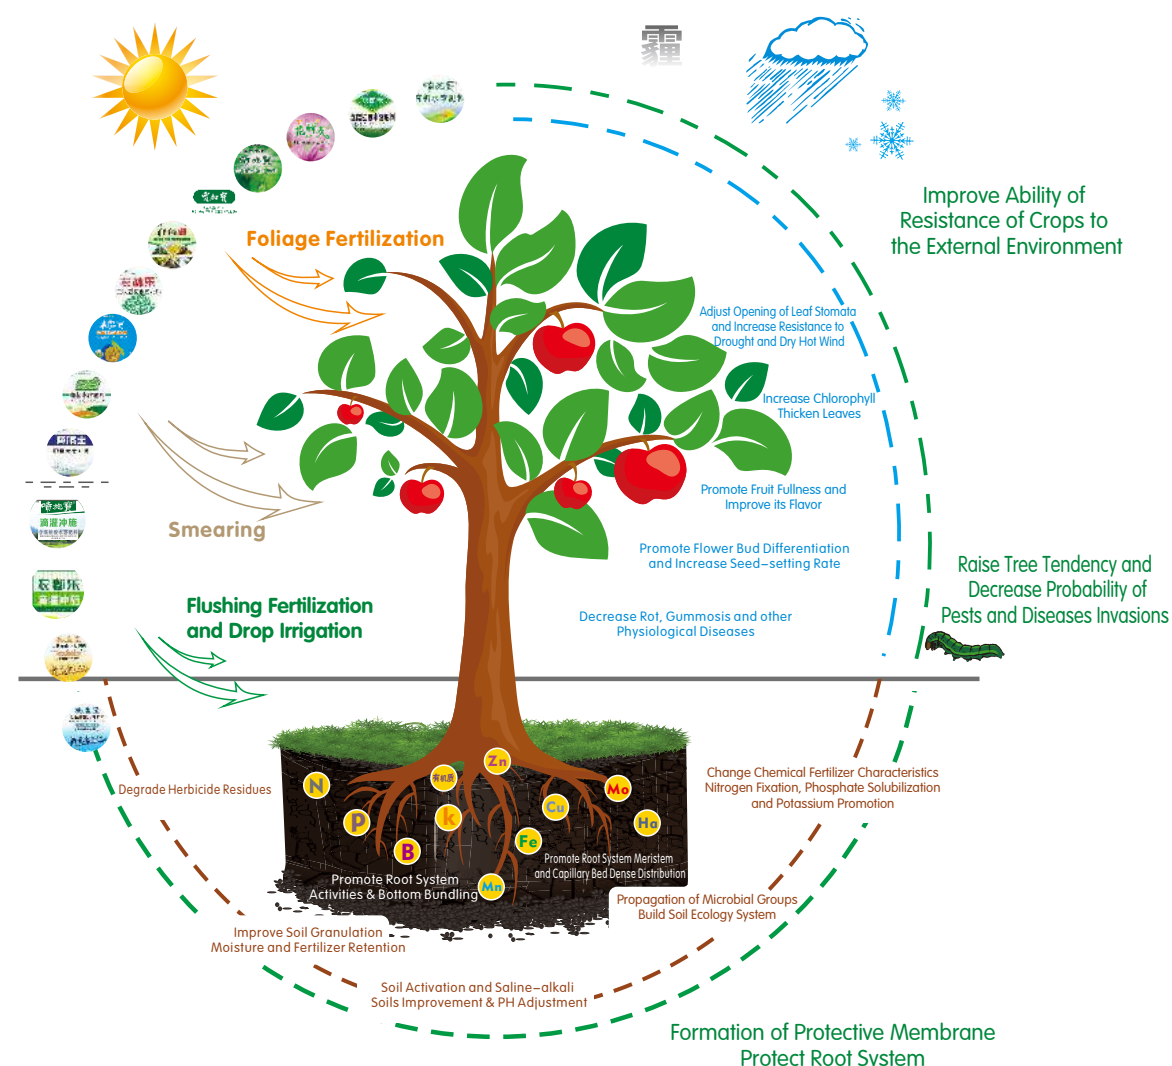 霾
Improve Ability of
Resistance of Crops to
the External Environment
Foliage Fertilization
Adjust Opening of Leaf Stomata
and Increase Resistance to
Drought and Dry Hot Wind
Increase Chlorophyll
Thicken Leaves
Promote Fruit Fullness and
Improve its Flavor
Smearing
滴灌冲施
Promote Flower Bud Differentiation
and Increase Seed-setting Rate
Raise Tree Tendency and
Decrease Probability of
Pests and Diseases Invasions
Flushing Fertilization
and Drop Irrigation
Decrease Rot, Gummosis and other
Physiological Diseases
Zn
有机质
N
Mo
Cu
p
k
Ha
Fe
B
Mn
Degrade Herbicide Residues
Change Chemical Fertilizer Characteristics
Nitrogen Fixation, Phosphate Solubilization
and Potassium Promotion
Promote Root System Meristem
and Capillary Bed Dense Distribution
Promote Root System
Activities & Bottom Bundling
Propagation of Microbial Groups
Build Soil Ecology System
Improve Soil Granulation
Moisture and Fertilizer Retention
Soil Activation and Saline-alkali
Soils Improvement & PH Adjustment
Formation of Protective Membrane
Protect Root System